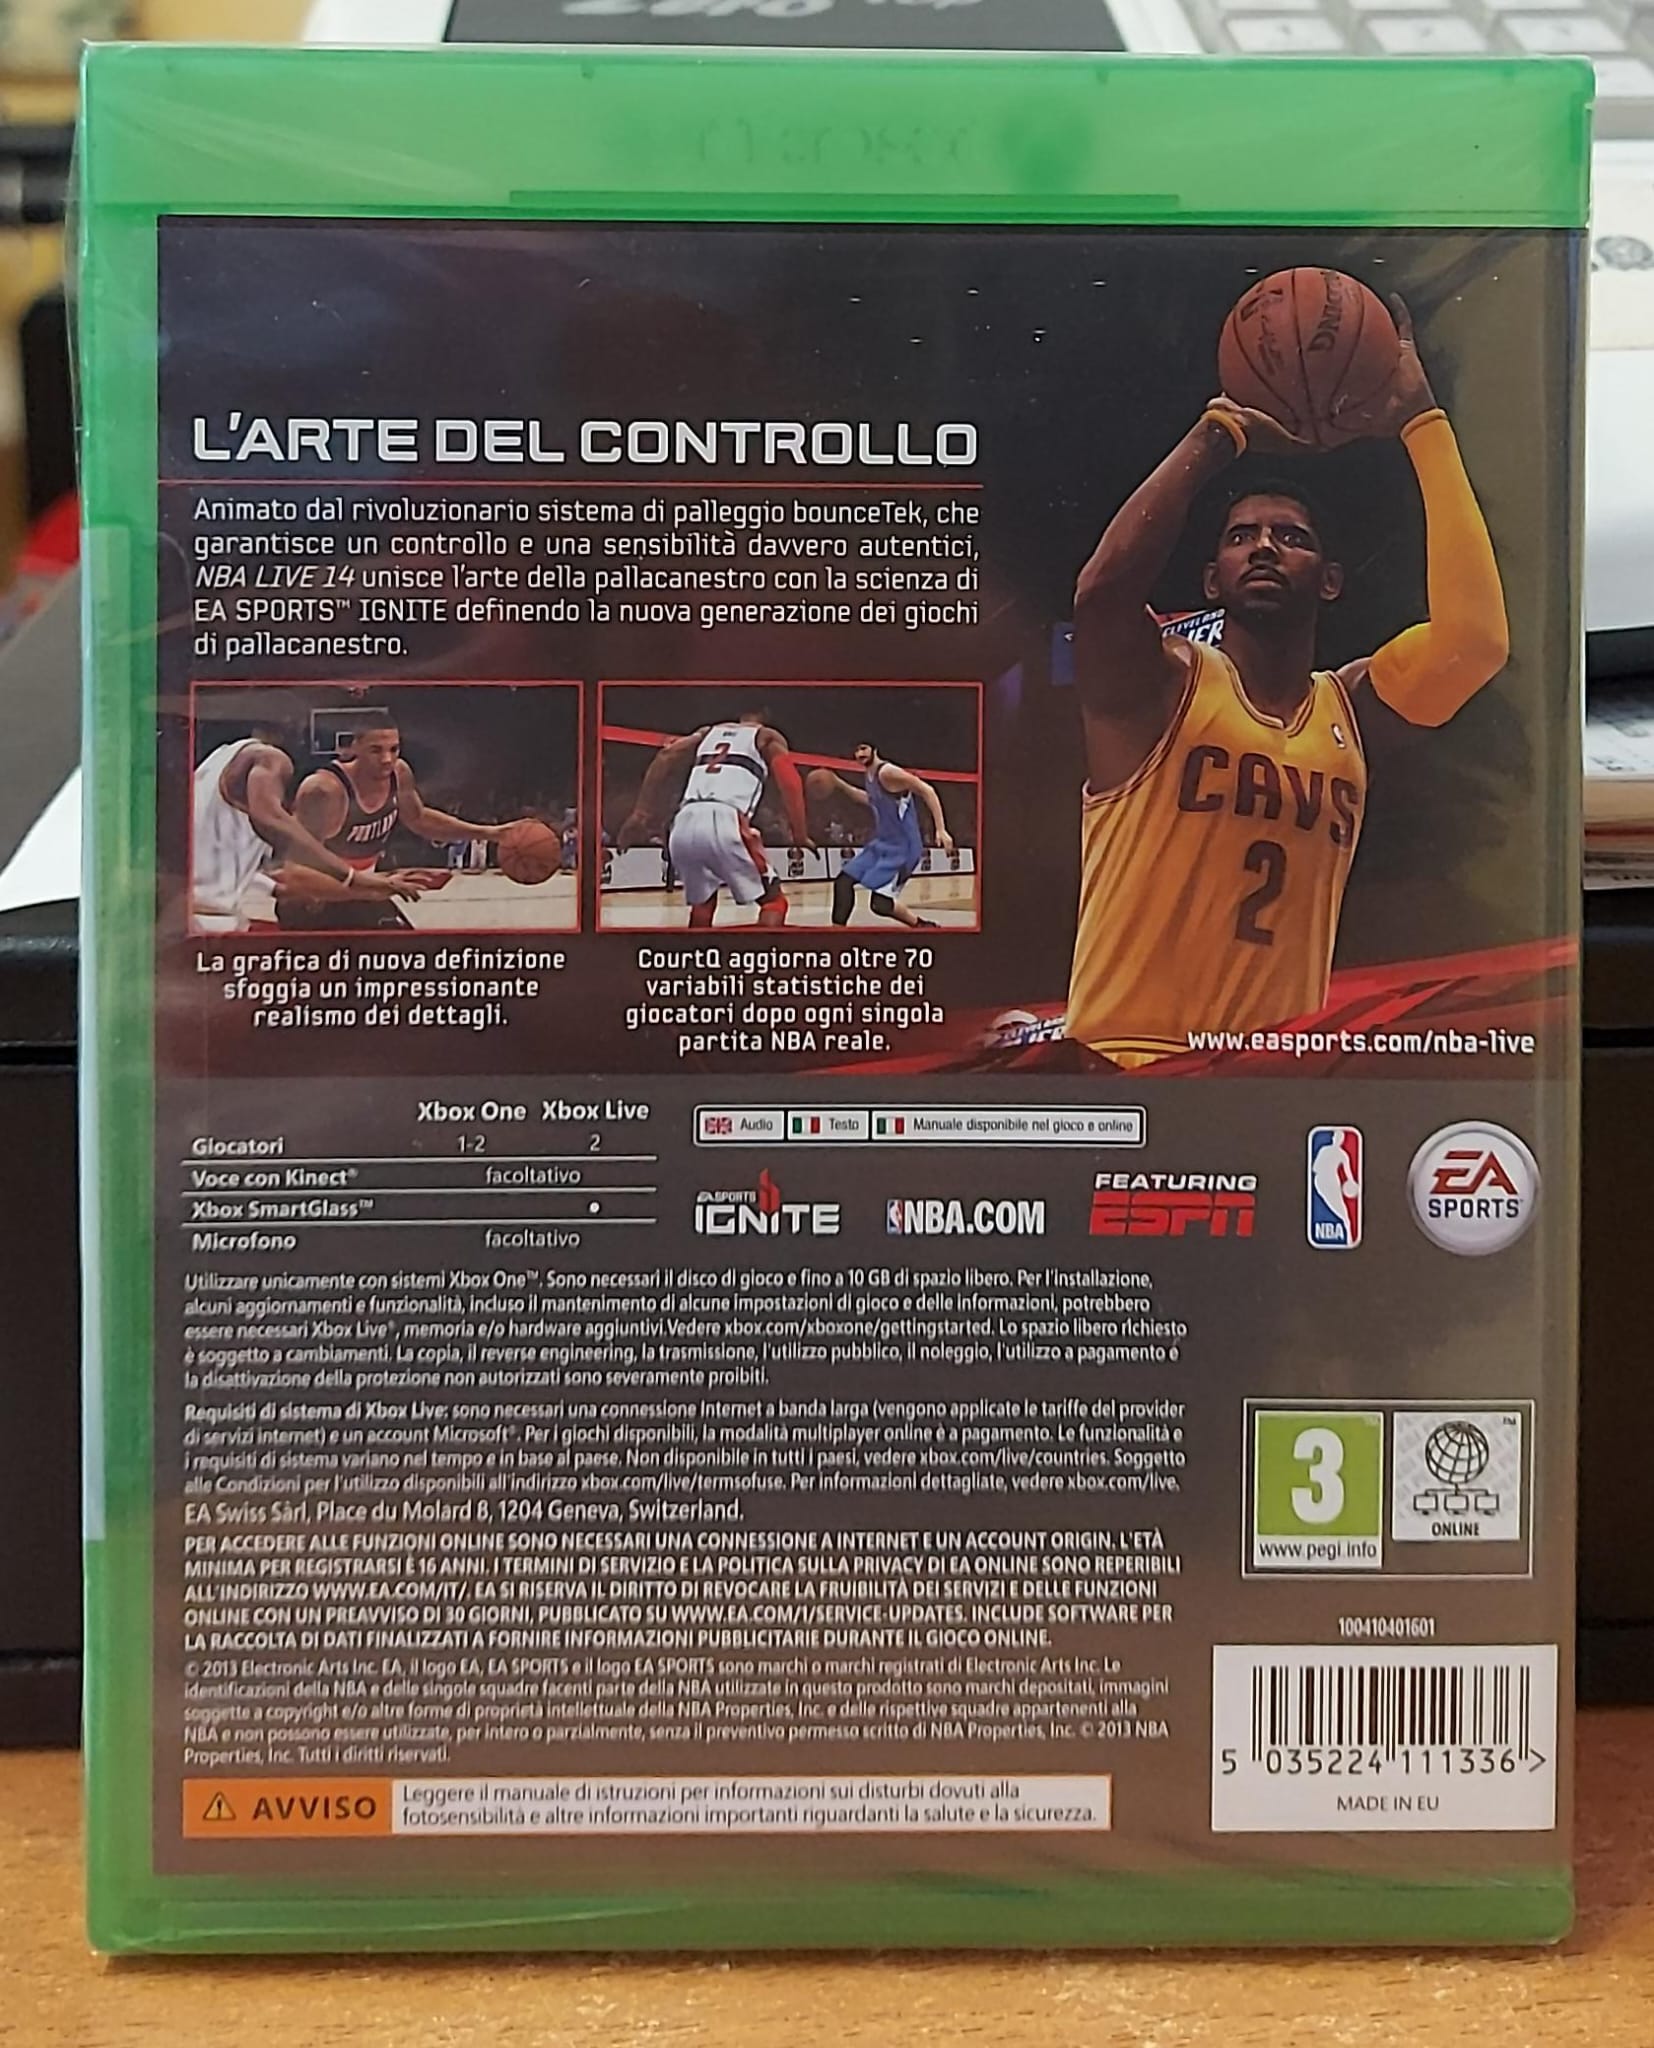 L'ARTE DEL CONTROLLO
Animato dal rivoluzionario sistema di palleggio bounceTek, che
garantisce un controllo e una sensibilità davvero autentici,
NBA LIVE 14 unisce l'arte della pallacanestro con la scienza di
EA SPORTS™ IGNITE definendo la nuova generazione dei giochi
di pallacanestro.
SPALDING
CLEVELAND
CAVS
2
PORTLAND
2
La grafica di nuova definizione
sfoggia un impressionante
realismo dei dettagli.
CourtQ aggiorna oltre 70
variabili statistiche dei
giocatori dopo ogni singola
partita NBA reale.
www.easports.com/nba-live
Xbox One Xbox Live
Giocatori 1-2 2
Voce con Kinect® facoltativo
Xbox SmartGlass™ •
Microfono facoltativo
Audio Testo Manuale disponibile nel gioco e online
EA SPORTS
IGNITE
NBA.COM
FEATURING
ESPN
NBA
EA
SPORTS™
Utilizzare unicamente con sistemi Xbox One™. Sono necessari il disco di gioco e fino a 10 GB di spazio libero. Per l'installazione,
alcuni aggiornamenti e funzionalità, incluso il mantenimento di alcune impostazioni di gioco e delle informazioni, potrebbero
essere necessari Xbox Live®, memoria e/o hardware aggiuntivi.Vedere xbox.com/xboxone/gettingstarted. Lo spazio libero richiesto
è soggetto a cambiamenti. La copia, il reverse engineering, la trasmissione, l'utilizzo pubblico, il noleggio, l'utilizzo a pagamento e
la disattivazione della protezione non autorizzati sono severamente proibiti.
Requisiti di sistema di Xbox Live: sono necessari una connessione Internet a banda larga (vengono applicate le tariffe del provider
di servizi internet) e un account Microsoft®. Per i giochi disponibili, la modalità multiplayer online è a pagamento. Le funzionalità e
i requisiti di sistema variano nel tempo e in base al paese. Non disponibile in tutti i paesi, vedere xbox.com/live/countries. Soggetto
alle Condizioni per l'utilizzo disponibili all'indirizzo xbox.com/live/termsofuse. Per informazioni dettagliate, vedere xbox.com/live.
EA Swiss Sàrl, Place du Molard 8, 1204 Geneva, Switzerland.
PER ACCEDERE ALLE FUNZIONI ONLINE SONO NECESSARI UNA CONNESSIONE A INTERNET E UN ACCOUNT ORIGIN. L'ETÀ
MINIMA PER REGISTRARSI È 16 ANNI. I TERMINI DI SERVIZIO E LA POLITICA SULLA PRIVACY DI EA ONLINE SONO REPERIBILI
ALL'INDIRIZZO WWW.EA.COM/IT/. EA SI RISERVA IL DIRITTO DI REVOCARE LA FRUIBILITÀ DEI SERVIZI E DELLE FUNZIONI
ONLINE CON UN PREAVVISO DI 30 GIORNI, PUBBLICATO SU WWW.EA.COM/1/SERVICE-UPDATES. INCLUDE SOFTWARE PER
LA RACCOLTA DI DATI FINALIZZATI A FORNIRE INFORMAZIONI PUBBLICITARIE DURANTE IL GIOCO ONLINE.
© 2013 Electronic Arts Inc. EA, il logo EA, EA SPORTS e il logo EA SPORTS sono marchi o marchi registrati di Electronic Arts Inc. Le
identificazioni della NBA e delle singole squadre facenti parte della NBA utilizzate in questo prodotto sono marchi depositati, immagini
soggette a copyright e/o altre forme di proprietà intellettuale della NBA Properties, Inc. e delle rispettive squadre appartenenti alla
NBA e non possono essere utilizzate, per intero o parzialmente, senza il preventivo permesso scritto di NBA Properties, Inc. © 2013 NBA
Properties, Inc. Tutti i diritti riservati.
3
www.pegi.info
ONLINE
100410401601
5 035224 111336 >
MADE IN EU
AVVISO
Leggere il manuale di istruzioni per informazioni sui disturbi dovuti alla
fotosensibilità e altre informazioni importanti riguardanti la salute e la sicurezza.